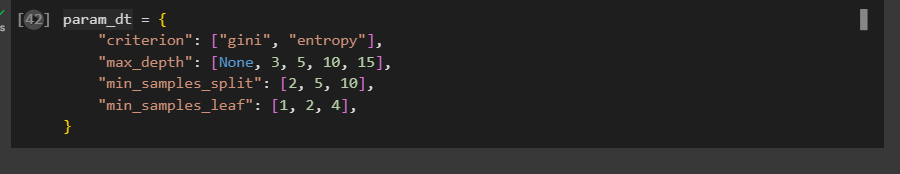 [42] param_dt = {
    "criterion": ["gini", "entropy"],
    "max_depth": [None, 3, 5, 10, 15],
    "min_samples_split": [2, 5, 10],
    "min_samples_leaf": [1, 2, 4],
}
s